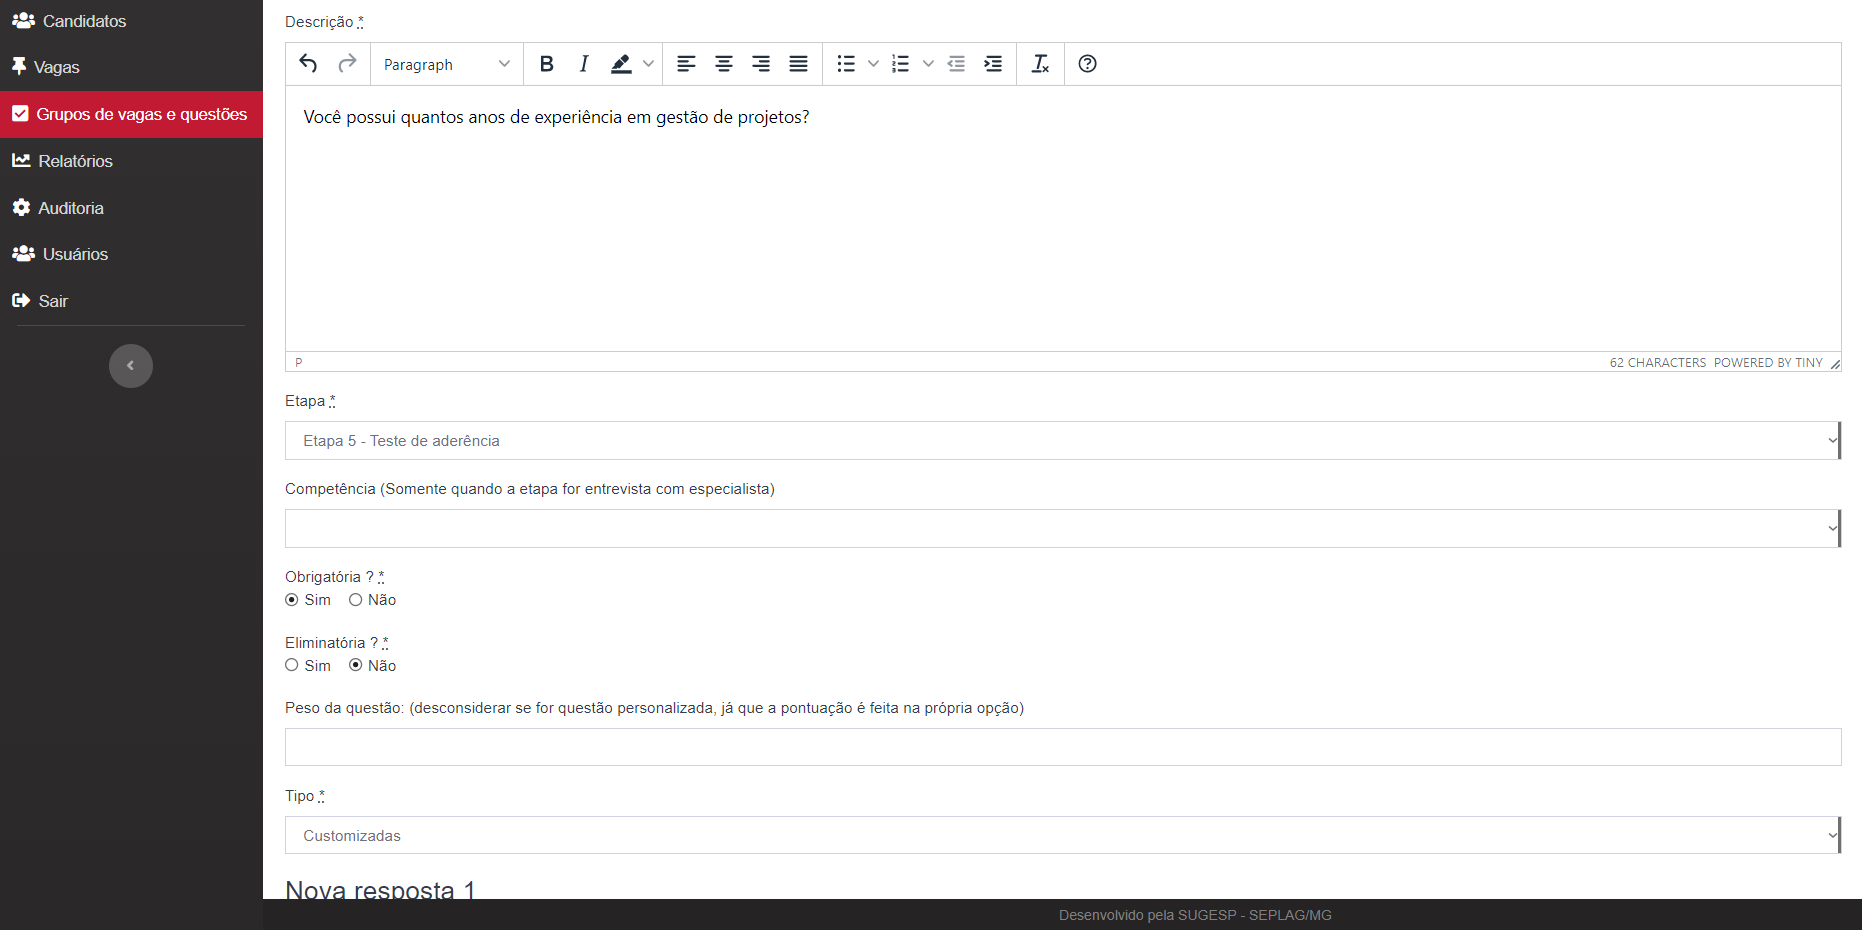 Candidatos
Vagas
Grupos de vagas e questões
Relatórios
Auditoria
Usuários
Sair
Descrição *
Paragraph
Você possui quantos anos de experiência em gestão de projetos?
P
62 CHARACTERS POWERED BY TINY
Etapa *
Etapa 5 - Teste de aderência
Competência (Somente quando a etapa for entrevista com especialista)
Obrigatória ? *
Sim Não
Eliminatória ? *
Sim Não
Peso da questão: (desconsiderar se for questão personalizada, já que a pontuação é feita na própria opção)
Tipo *
Customizadas
Nova resposta 1
Desenvolvido pela SUGESP - SEPLAG/MG